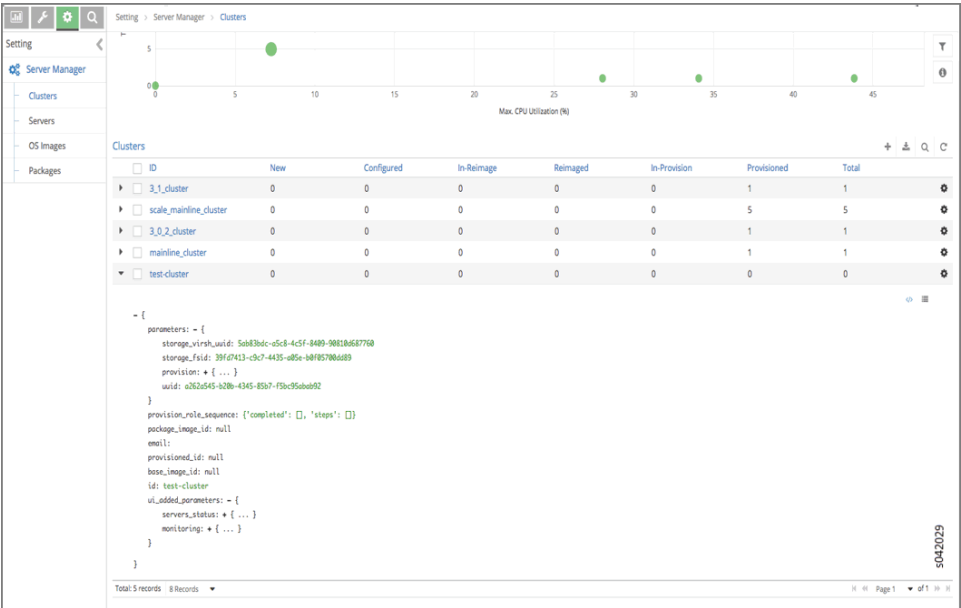 Setting > Server Manager > Clusters
Setting
Server Manager
Clusters
Servers
OS Images
Packages
5
0
0 5 10 15 20 25 30 35 40 45
Max. CPU Utilization (%)
Clusters
ID New Configured In-Reimage Reimaged In-Provision Provisioned Total
3_1_cluster 0 0 0 0 0 1 1
scale_mainline_cluster 0 0 0 0 0 5 5
3_0_2_cluster 0 0 0 0 0 1 1
mainline_cluster 0 0 0 0 0 1 1
test-cluster 0 0 0 0 0 0 0
- {
parameters: - {
storage_virsh_uuid: 5ab83bdc-a5c8-4c5f-8409-90810d687760
storage_fsid: 39fd7413-c9c7-4435-a05e-b0f05700dd89
provision: + { ... }
uuid: a262a545-b20b-4345-85b7-f5bc95abab92
}
provision_role_sequence: {'completed': [], 'steps': []}
package_image_id: null
email:
provisioned_id: null
base_image_id: null
id: test-cluster
ui_added_parameters: - {
servers_status: + { ... }
monitoring: + { ... }
}
}
s042029
Total: 5 records 8 Records Page 1 of 1